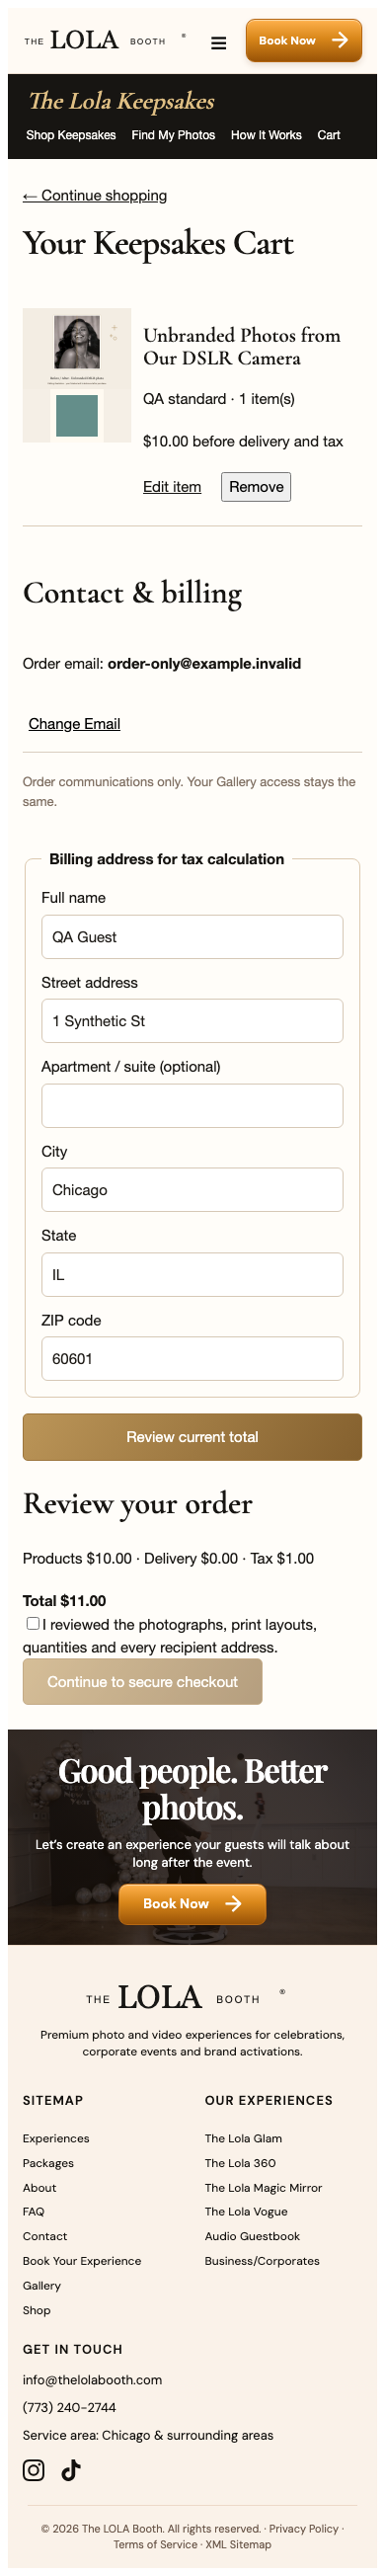 THE LOLA BOOTH ®
Book Now
The Lola Keepsakes
Shop Keepsakes Find My Photos How It Works Cart
← Continue shopping
Your Keepsakes Cart
Unbranded Photos from
Our DSLR Camera
QA standard · 1 item(s)
$10.00 before delivery and tax
Edit item Remove
Contact & billing
Order email: order-only@example.invalid
Change Email
Order communications only. Your Gallery access stays the
same.
Billing address for tax calculation
Full name
QA Guest
Street address
1 Synthetic St
Apartment / suite (optional)
City
Chicago
State
IL
ZIP code
60601
Review current total
Review your order
Products $10.00 · Delivery $0.00 · Tax $1.00
Total $11.00
I reviewed the photographs, print layouts,
quantities and every recipient address.
Continue to secure checkout
Good people. Better
photos.
Let's create an experience your guests will talk about
long after the event.
Book Now
THE LOLA BOOTH ®
Premium photo and video experiences for celebrations,
corporate events and brand activations.
SITEMAP
Experiences
Packages
About
FAQ
Contact
Book Your Experience
Gallery
Shop
OUR EXPERIENCES
The Lola Glam
The Lola 360
The Lola Magic Mirror
The Lola Vogue
Audio Guestbook
Business/Corporates
GET IN TOUCH
info@thelolabooth.com
(773) 240-2744
Service area: Chicago & surrounding areas
© 2026 The LOLA Booth. All rights reserved. · Privacy Policy ·
Terms of Service · XML Sitemap